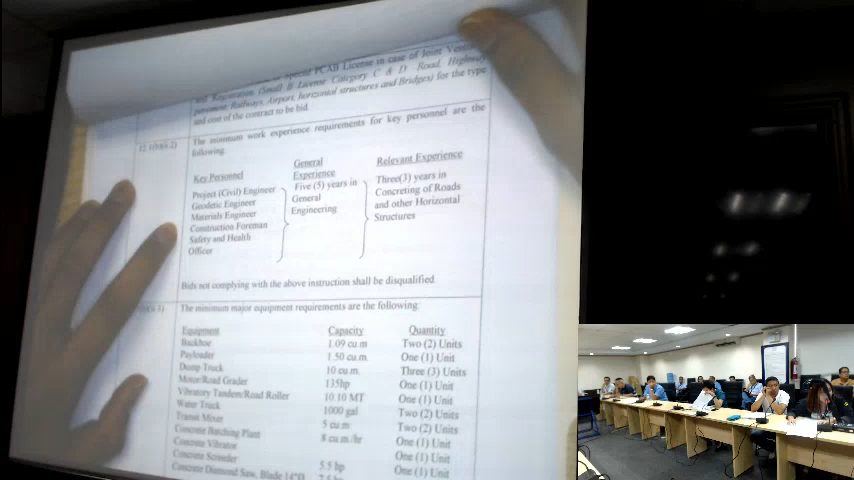 Specific PCAB License in case of Joint
and Registration (Small B License Category C & D Road, Highway,
pavement, Railways, Airport, horizontal structures and Bridges) for the type
and cost of the contract to be bid.
The minimum work experience requirements for key personnel are the
following:
Key Personnel General Experience Relevant Experience
Project (Civil) Engineer
Geodetic Engineer
Materials Engineer
Construction Foreman
Safety and Health
Officer
Five (5) years in
General
Engineering
Three(3) years in
Concreting of Roads
and other Horizontal
Structures
Bids not complying with the above instruction shall be disqualified
The minimum major equipment requirements are the following:
Equipment Capacity Quantity
Backhoe 1.09 cu.m Two (2) Units
Payloader 1.50 cu.m. One (1) Unit
Dump Truck 10 cu.m. Three (3) Units
Motor/Road Grader 135hp One (1) Unit
Vibratory Tandem/Road Roller 10.10 MT One (1) Unit
Water Truck 1000 gal Two (2) Units
Transit Mixer 5 cu.m Two (2) Units
Concrete Batching Plant 8 cu.m./hr One (1) Unit
Concrete Vibrator One (1) Unit
Concrete Screeder 5.5 hp One (1) Unit
Concrete Diamond Saw, Blade 14"D One (1) Unit